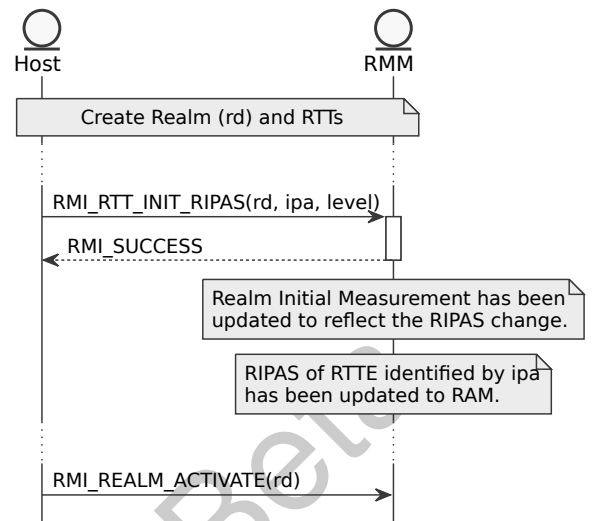 Host
RMM
Create Realm (rd) and RTTs
RMI_RTT_INIT_RIPAS(rd, ipa, level)
RMI_SUCCESS
Realm Initial Measurement has been
updated to reflect the RIPAS change.
RIPAS of RTTE identified by ipa
has been updated to RAM.
RMI_REALM_ACTIVATE(rd)
Beta